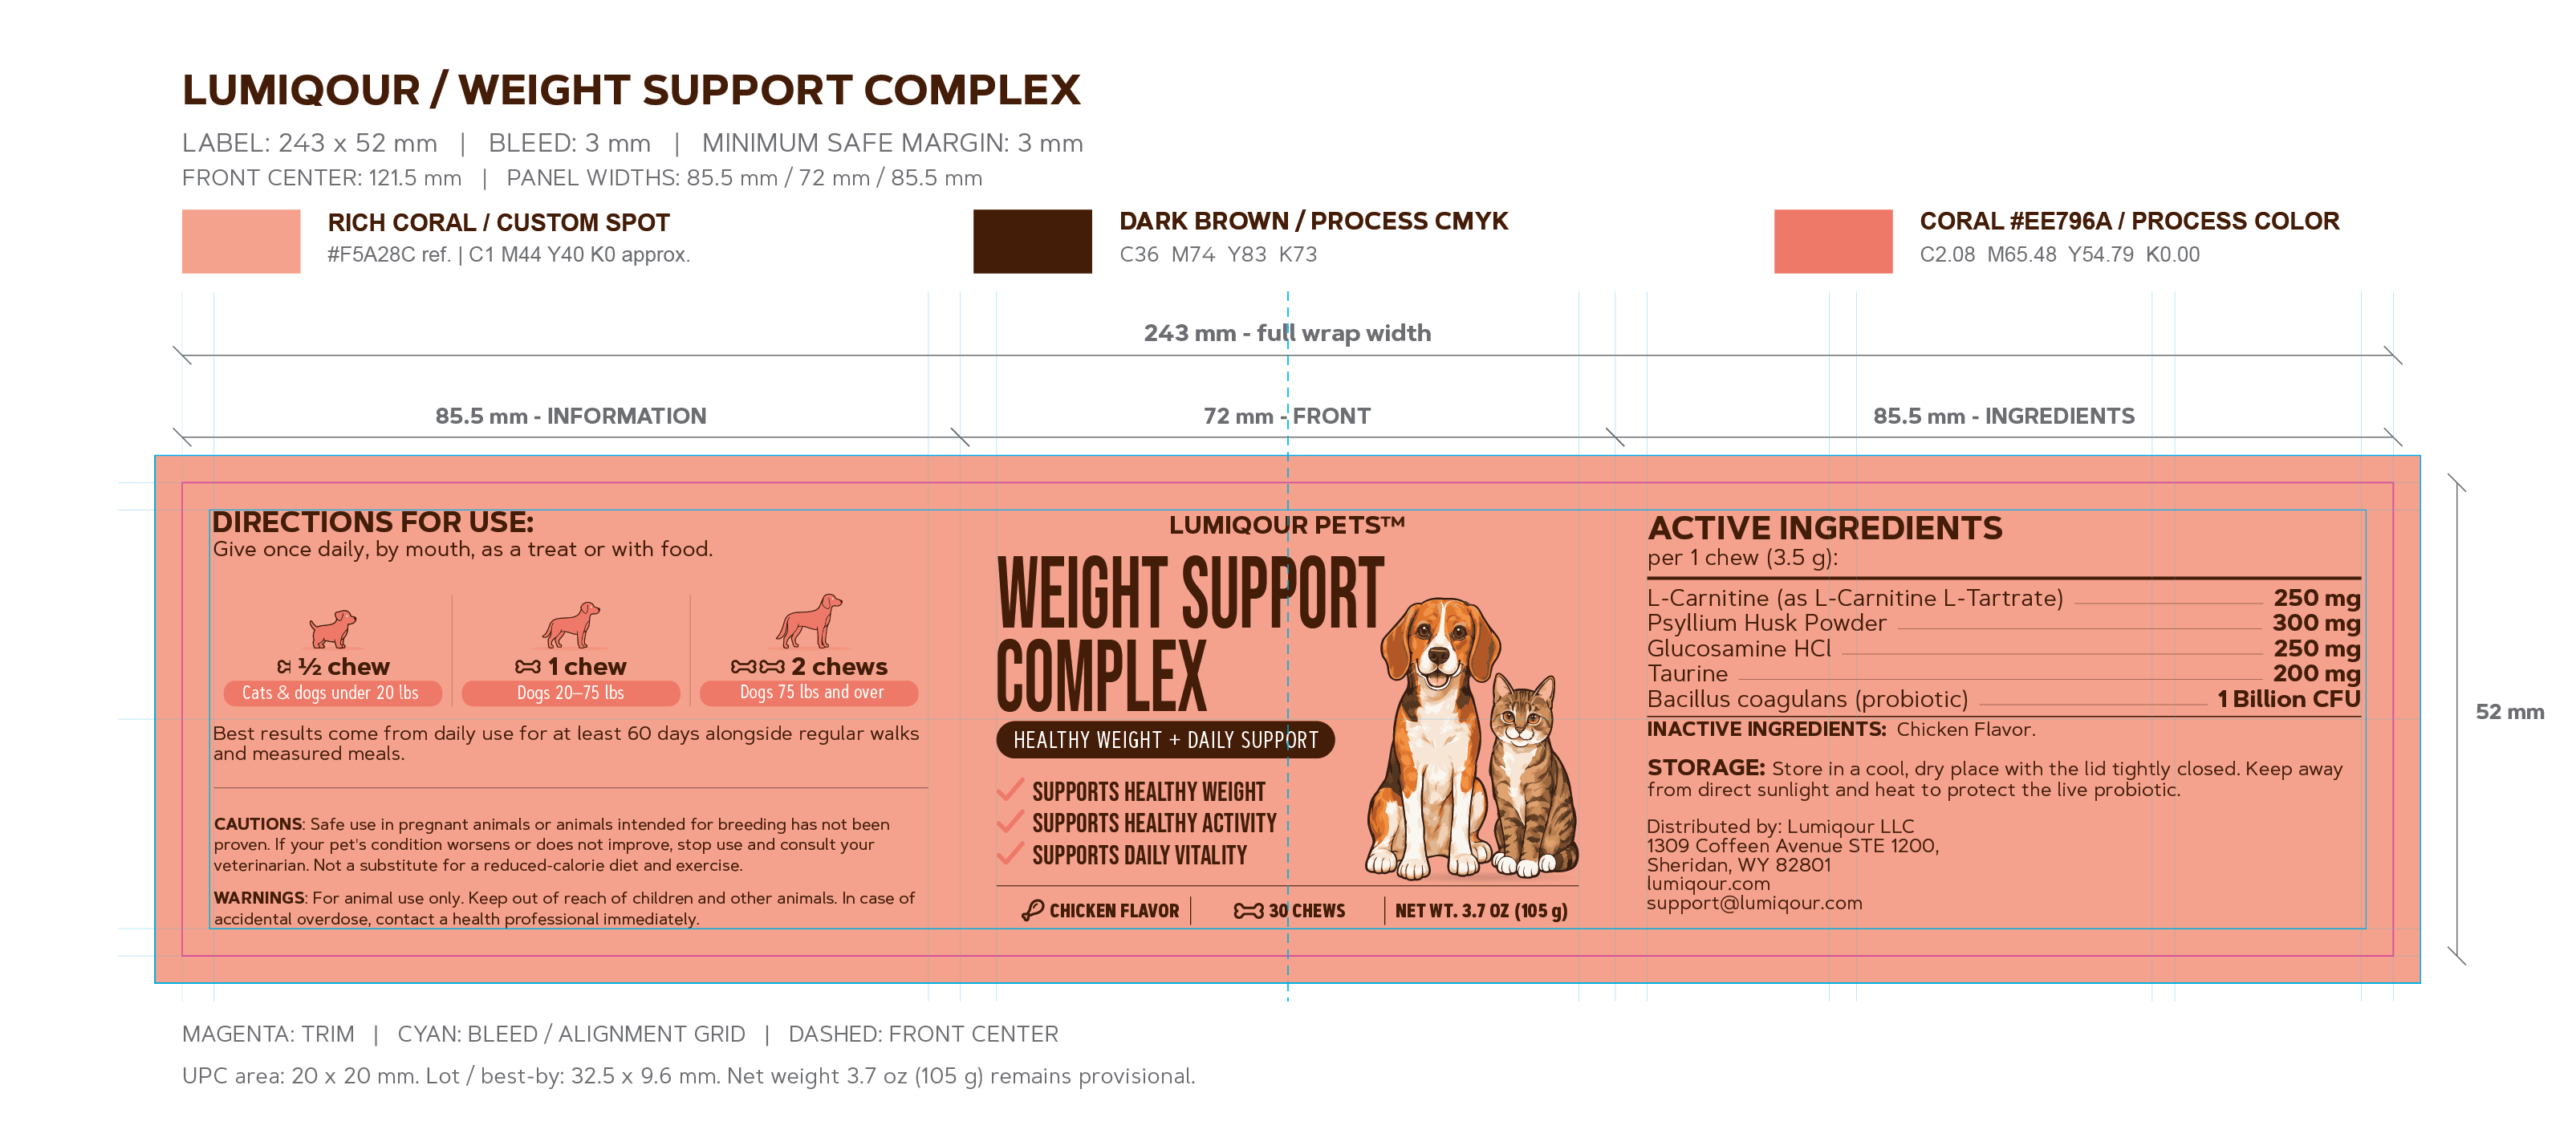 LUMIQOUR / WEIGHT SUPPORT COMPLEX
LABEL: 243 x 52 mm | BLEED: 3 mm | MINIMUM SAFE MARGIN: 3 mm
FRONT CENTER: 121.5 mm | PANEL WIDTHS: 85.5 mm / 72 mm / 85.5 mm
RICH CORAL / CUSTOM SPOT
#F5A28C ref. | C1 M44 Y40 K0 approx.
DARK BROWN / PROCESS CMYK
C36 M74 Y83 K73
CORAL #EE796A / PROCESS COLOR
C2.08 M65.48 Y54.79 K0.00
243 mm - full wrap width
85.5 mm - INFORMATION
72 mm - FRONT
85.5 mm - INGREDIENTS
DIRECTIONS FOR USE:
Give once daily, by mouth, as a treat or with food.
½ chew
Cats & dogs under 20 lbs
1 chew
Dogs 20–75 lbs
2 chews
Dogs 75 lbs and over
Best results come from daily use for at least 60 days alongside regular walks
and measured meals.
CAUTIONS: Safe use in pregnant animals or animals intended for breeding has not been
proven. If your pet's condition worsens or does not improve, stop use and consult your
veterinarian. Not a substitute for a reduced-calorie diet and exercise.
WARNINGS: For animal use only. Keep out of reach of children and other animals. In case of
accidental overdose, contact a health professional immediately.
LUMIQOUR PETS™
WEIGHT SUPPORT
COMPLEX
HEALTHY WEIGHT + DAILY SUPPORT
SUPPORTS HEALTHY WEIGHT
SUPPORTS HEALTHY ACTIVITY
SUPPORTS DAILY VITALITY
CHICKEN FLAVOR
30 CHEWS
NET WT. 3.7 OZ (105 g)
ACTIVE INGREDIENTS
per 1 chew (3.5 g):
L-Carnitine (as L-Carnitine L-Tartrate) 250 mg
Psyllium Husk Powder 300 mg
Glucosamine HCl 250 mg
Taurine 200 mg
Bacillus coagulans (probiotic) 1 Billion CFU
INACTIVE INGREDIENTS: Chicken Flavor.
STORAGE: Store in a cool, dry place with the lid tightly closed. Keep away
from direct sunlight and heat to protect the live probiotic.
Distributed by: Lumiqour LLC
1309 Coffeen Avenue STE 1200,
Sheridan, WY 82801
lumiqour.com
support@lumiqour.com
52 mm
MAGENTA: TRIM | CYAN: BLEED / ALIGNMENT GRID | DASHED: FRONT CENTER
UPC area: 20 x 20 mm. Lot / best-by: 32.5 x 9.6 mm. Net weight 3.7 oz (105 g) remains provisional.